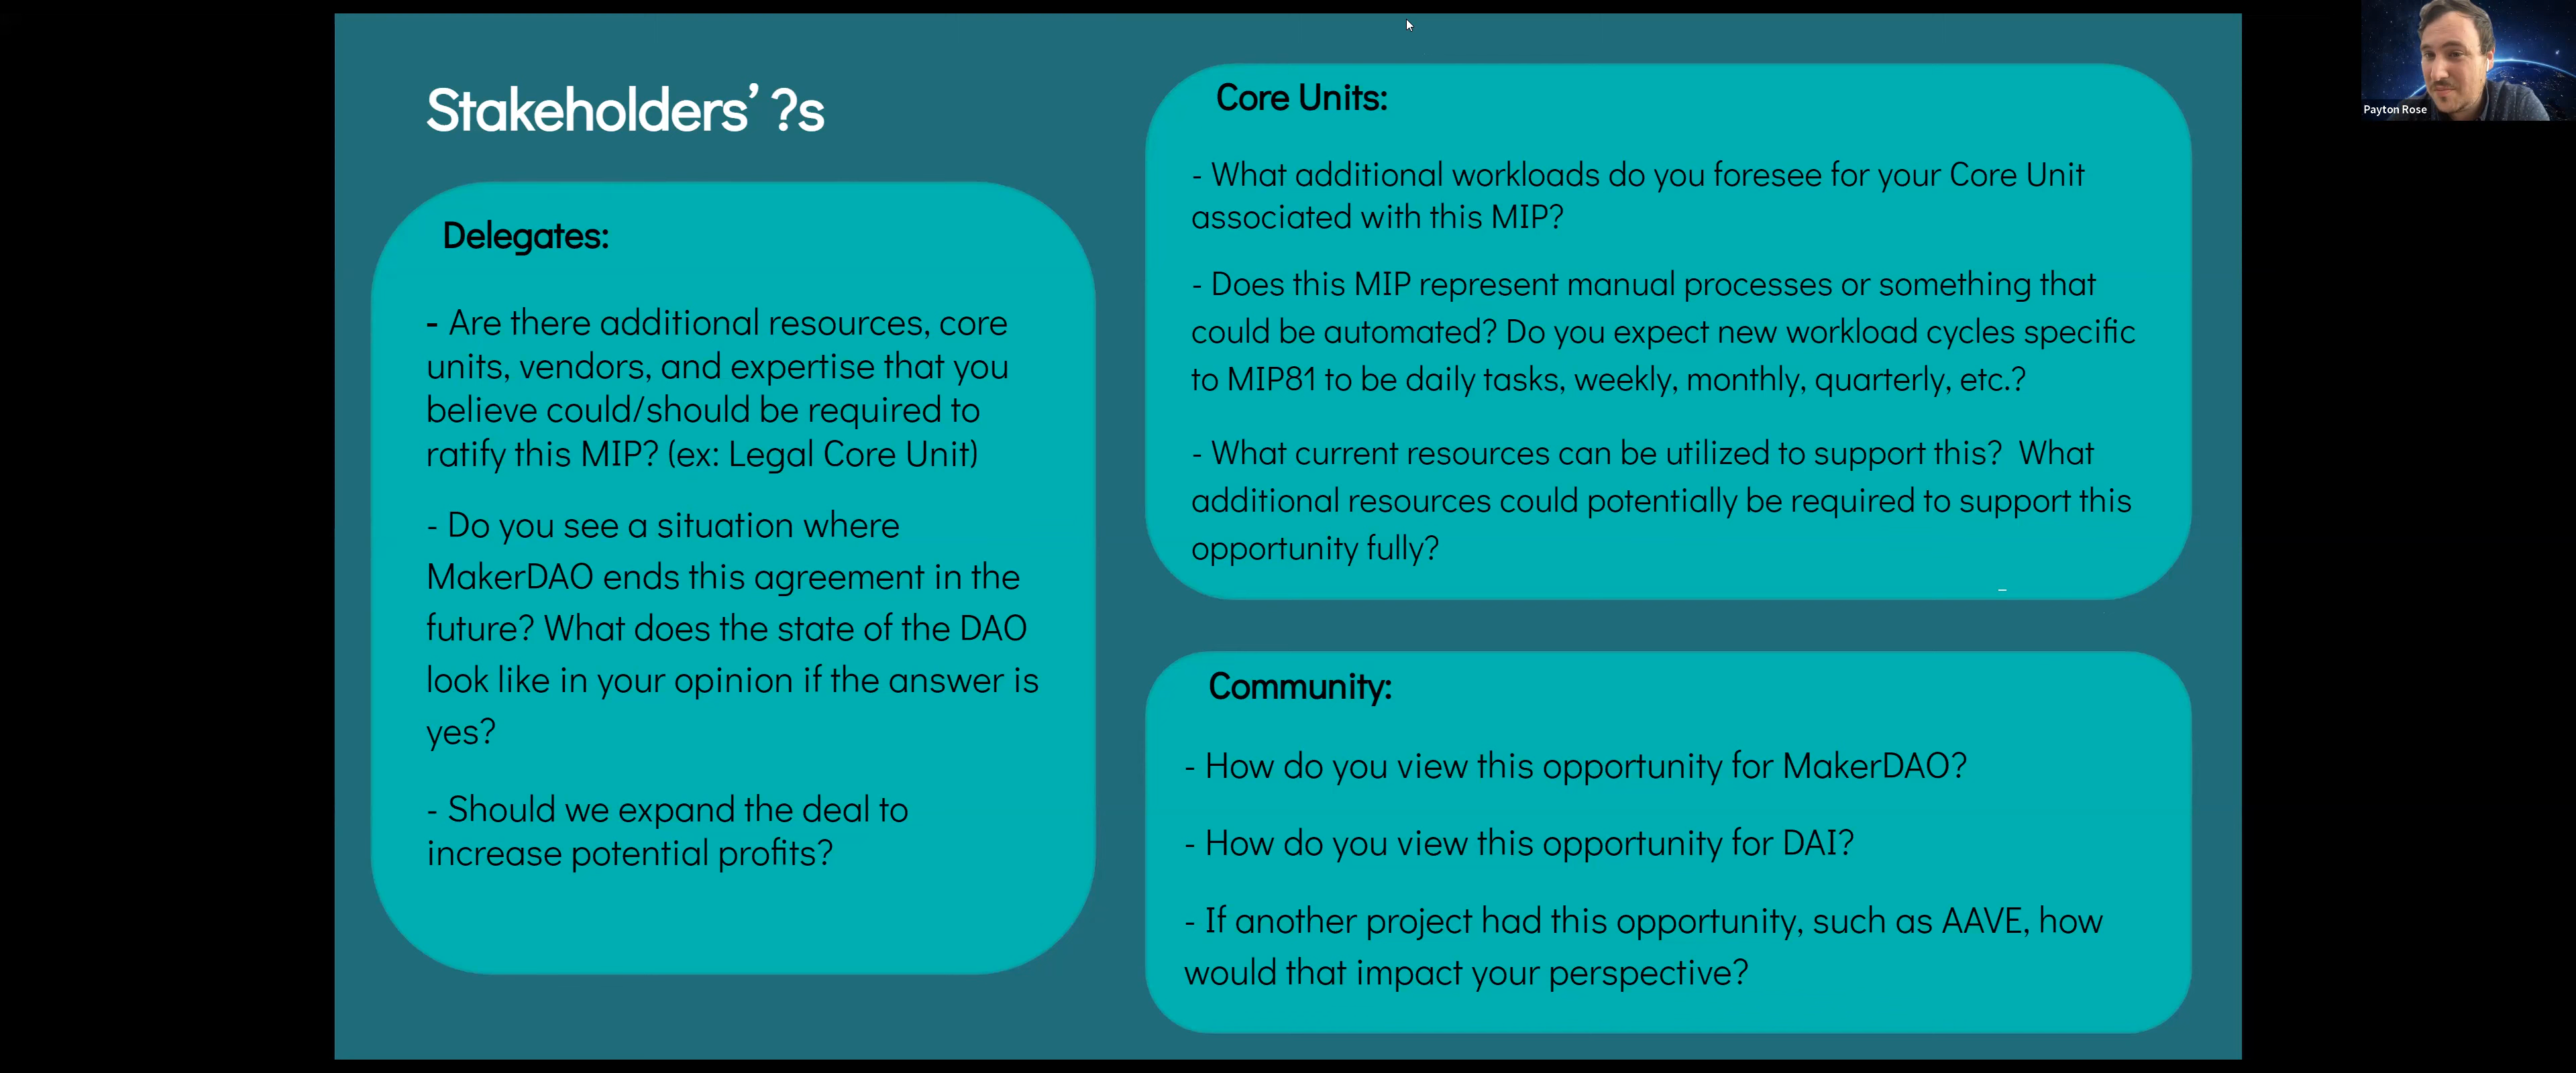 Stakeholders’ ?s
Delegates:
- Are there additional resources, core
units, vendors, and expertise that you
believe could/should be required to
ratify this MIP? (ex: Legal Core Unit)
- Do you see a situation where
MakerDAO ends this agreement in the
future? What does the state of the DAO
look like in your opinion if the answer is
yes?
- Should we expand the deal to
increase potential profits?
Core Units:
- What additional workloads do you foresee for your Core Unit
associated with this MIP?
- Does this MIP represent manual processes or something that
could be automated? Do you expect new workload cycles specific
to MIP81 to be daily tasks, weekly, monthly, quarterly, etc.?
- What current resources can be utilized to support this?  What
additional resources could potentially be required to support this
opportunity fully?
Community:
- How do you view this opportunity for MakerDAO?
- How do you view this opportunity for DAI?
- If another project had this opportunity, such as AAVE, how
would that impact your perspective?
Payton Rose